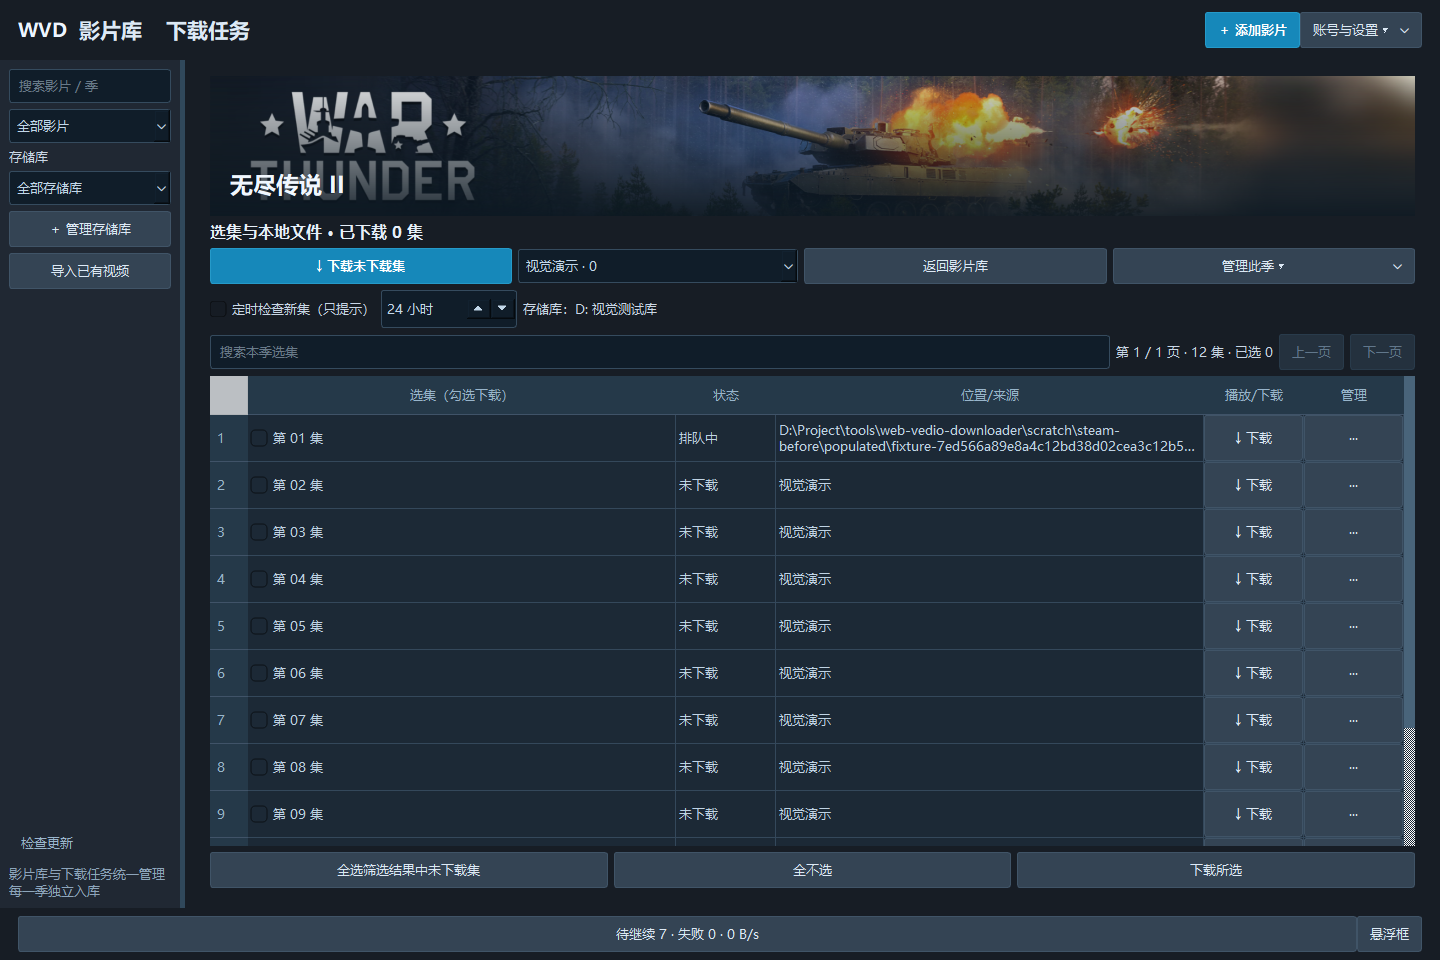 WVD 影片库 下载任务
+ 添加影片
账号与设置
搜索影片 / 季
全部影片
存储库
全部存储库
+ 管理存储库
导入已有视频
检查更新
影片库与下载任务统一管理
每一季独立入库
WAR
THUNDER
无尽传说 II
选集与本地文件 • 已下载 0 集
↓ 下载未下载集
视觉演示 · 0
返回影片库
管理此季
定时检查新集（只提示）
24 小时
存储库：D: 视觉测试库
搜索本季选集
第 1 / 1 页 · 12 集 · 已选 0
上一页
下一页
选集（勾选下载） 状态 位置/来源 播放/下载 管理
1 第 01 集 排队中 D:\Project\tools\web-vedio-downloader\scratch\steam-
before\populated\fixture-7ed566a89e8a4c12bd38d02cea3c12b5... ↓ 下载 ...
2 第 02 集 未下载 视觉演示 ↓ 下载 ...
3 第 03 集 未下载 视觉演示 ↓ 下载 ...
4 第 04 集 未下载 视觉演示 ↓ 下载 ...
5 第 05 集 未下载 视觉演示 ↓ 下载 ...
6 第 06 集 未下载 视觉演示 ↓ 下载 ...
7 第 07 集 未下载 视觉演示 ↓ 下载 ...
8 第 08 集 未下载 视觉演示 ↓ 下载 ...
9 第 09 集 未下载 视觉演示 ↓ 下载 ...
全选筛选结果中未下载集
全不选
下载所选
待继续 7 · 失败 0 · 0 B/s
悬浮框